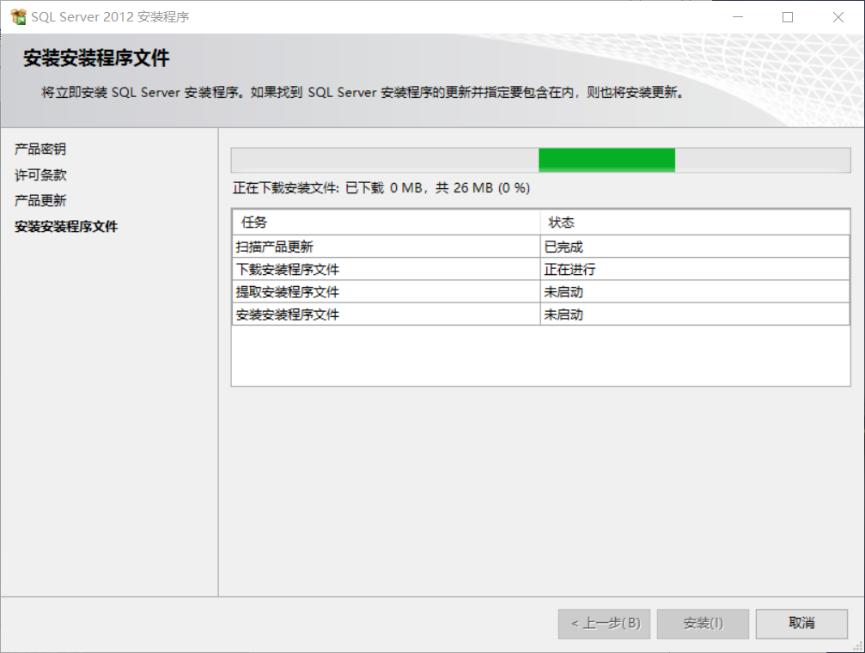 SQL Server 2012 安装程序
安装安装程序文件
将立即安装 SQL Server 安装程序。如果找到 SQL Server 安装程序的更新并指定要包含在内，则也将安装更新。
产品密钥
许可条款
产品更新
安装安装程序文件
正在下载安装文件: 已下载 0 MB，共 26 MB (0 %)
任务 状态
扫描产品更新 已完成
下载安装程序文件 正在进行
提取安装程序文件 未启动
安装安装程序文件 未启动
< 上一步(B) 安装(I) 取消